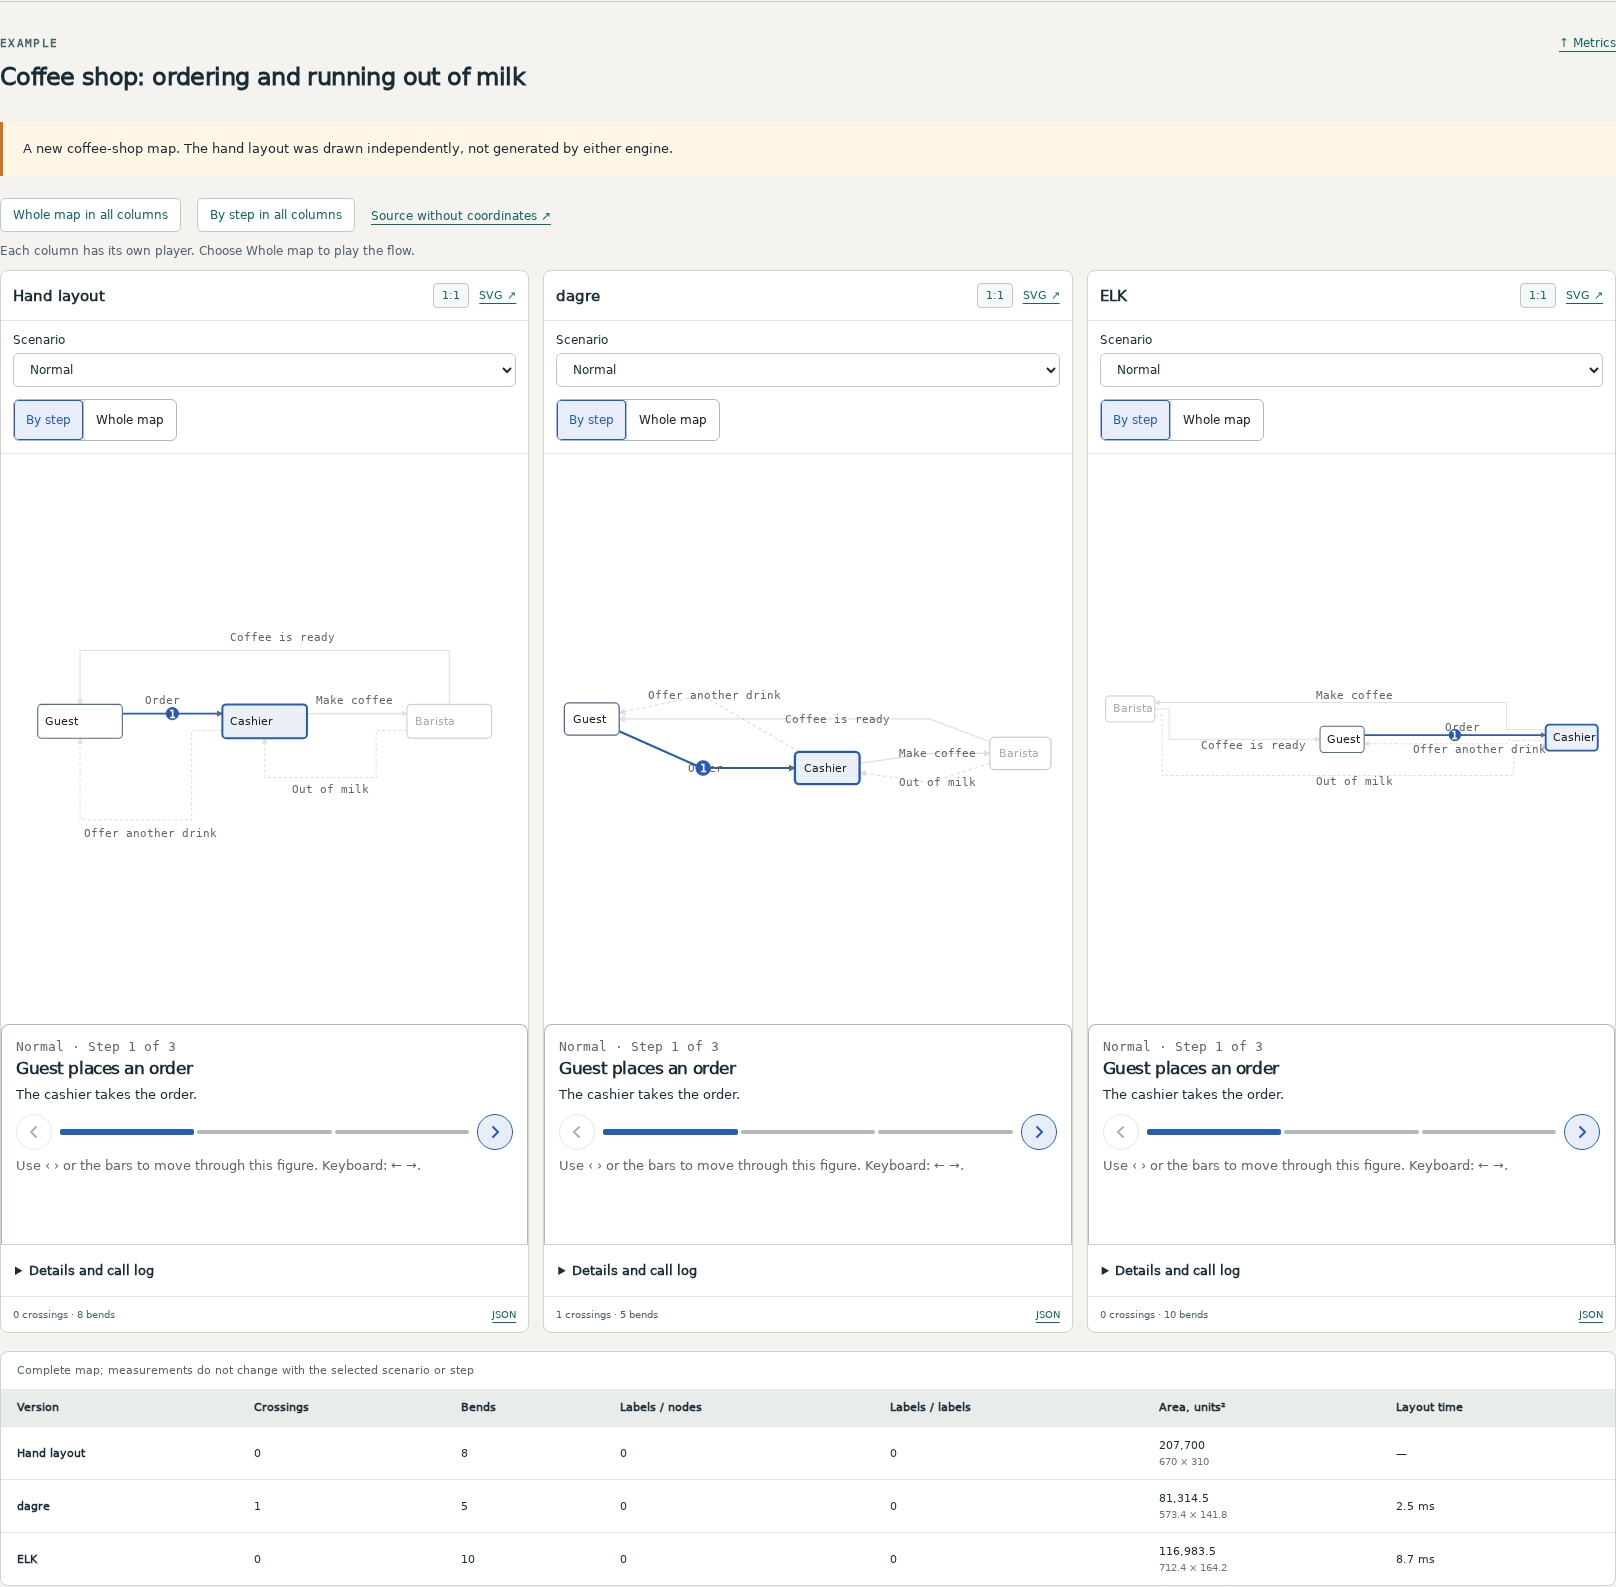 EXAMPLE
↑ Metrics
Coffee shop: ordering and running out of milk
A new coffee-shop map. The hand layout was drawn independently, not generated by either engine.
Whole map in all columns
By step in all columns
Source without coordinates ↗
Each column has its own player. Choose Whole map to play the flow.
Hand layout
1:1
SVG ↗
Scenario
Normal
By step
Whole map
Coffee is ready
Order
Make coffee
Guest
1
Cashier
Barista
Out of milk
Offer another drink
Normal · Step 1 of 3
Guest places an order
The cashier takes the order.
Use ‹ › or the bars to move through this figure. Keyboard: ← →.
▶ Details and call log
0 crossings · 8 bends
JSON
dagre
1:1
SVG ↗
Scenario
Normal
By step
Whole map
Offer another drink
Guest
Coffee is ready
Make coffee
Barista
1
Cashier
Out of milk
Normal · Step 1 of 3
Guest places an order
The cashier takes the order.
Use ‹ › or the bars to move through this figure. Keyboard: ← →.
▶ Details and call log
1 crossings · 5 bends
JSON
ELK
1:1
SVG ↗
Scenario
Normal
By step
Whole map
Make coffee
Barista
Order
Guest
1
Cashier
Coffee is ready
Offer another drink
Out of milk
Normal · Step 1 of 3
Guest places an order
The cashier takes the order.
Use ‹ › or the bars to move through this figure. Keyboard: ← →.
▶ Details and call log
0 crossings · 10 bends
JSON
Complete map; measurements do not change with the selected scenario or step
Version Crossings Bends Labels / nodes Labels / labels Area, units² Layout time
Hand layout 0 8 0 0 207,700 —
670 × 310
dagre 1 5 0 0 81,314.5 2.5 ms
573.4 × 141.8
ELK 0 10 0 0 116,983.5 8.7 ms
712.4 × 164.2